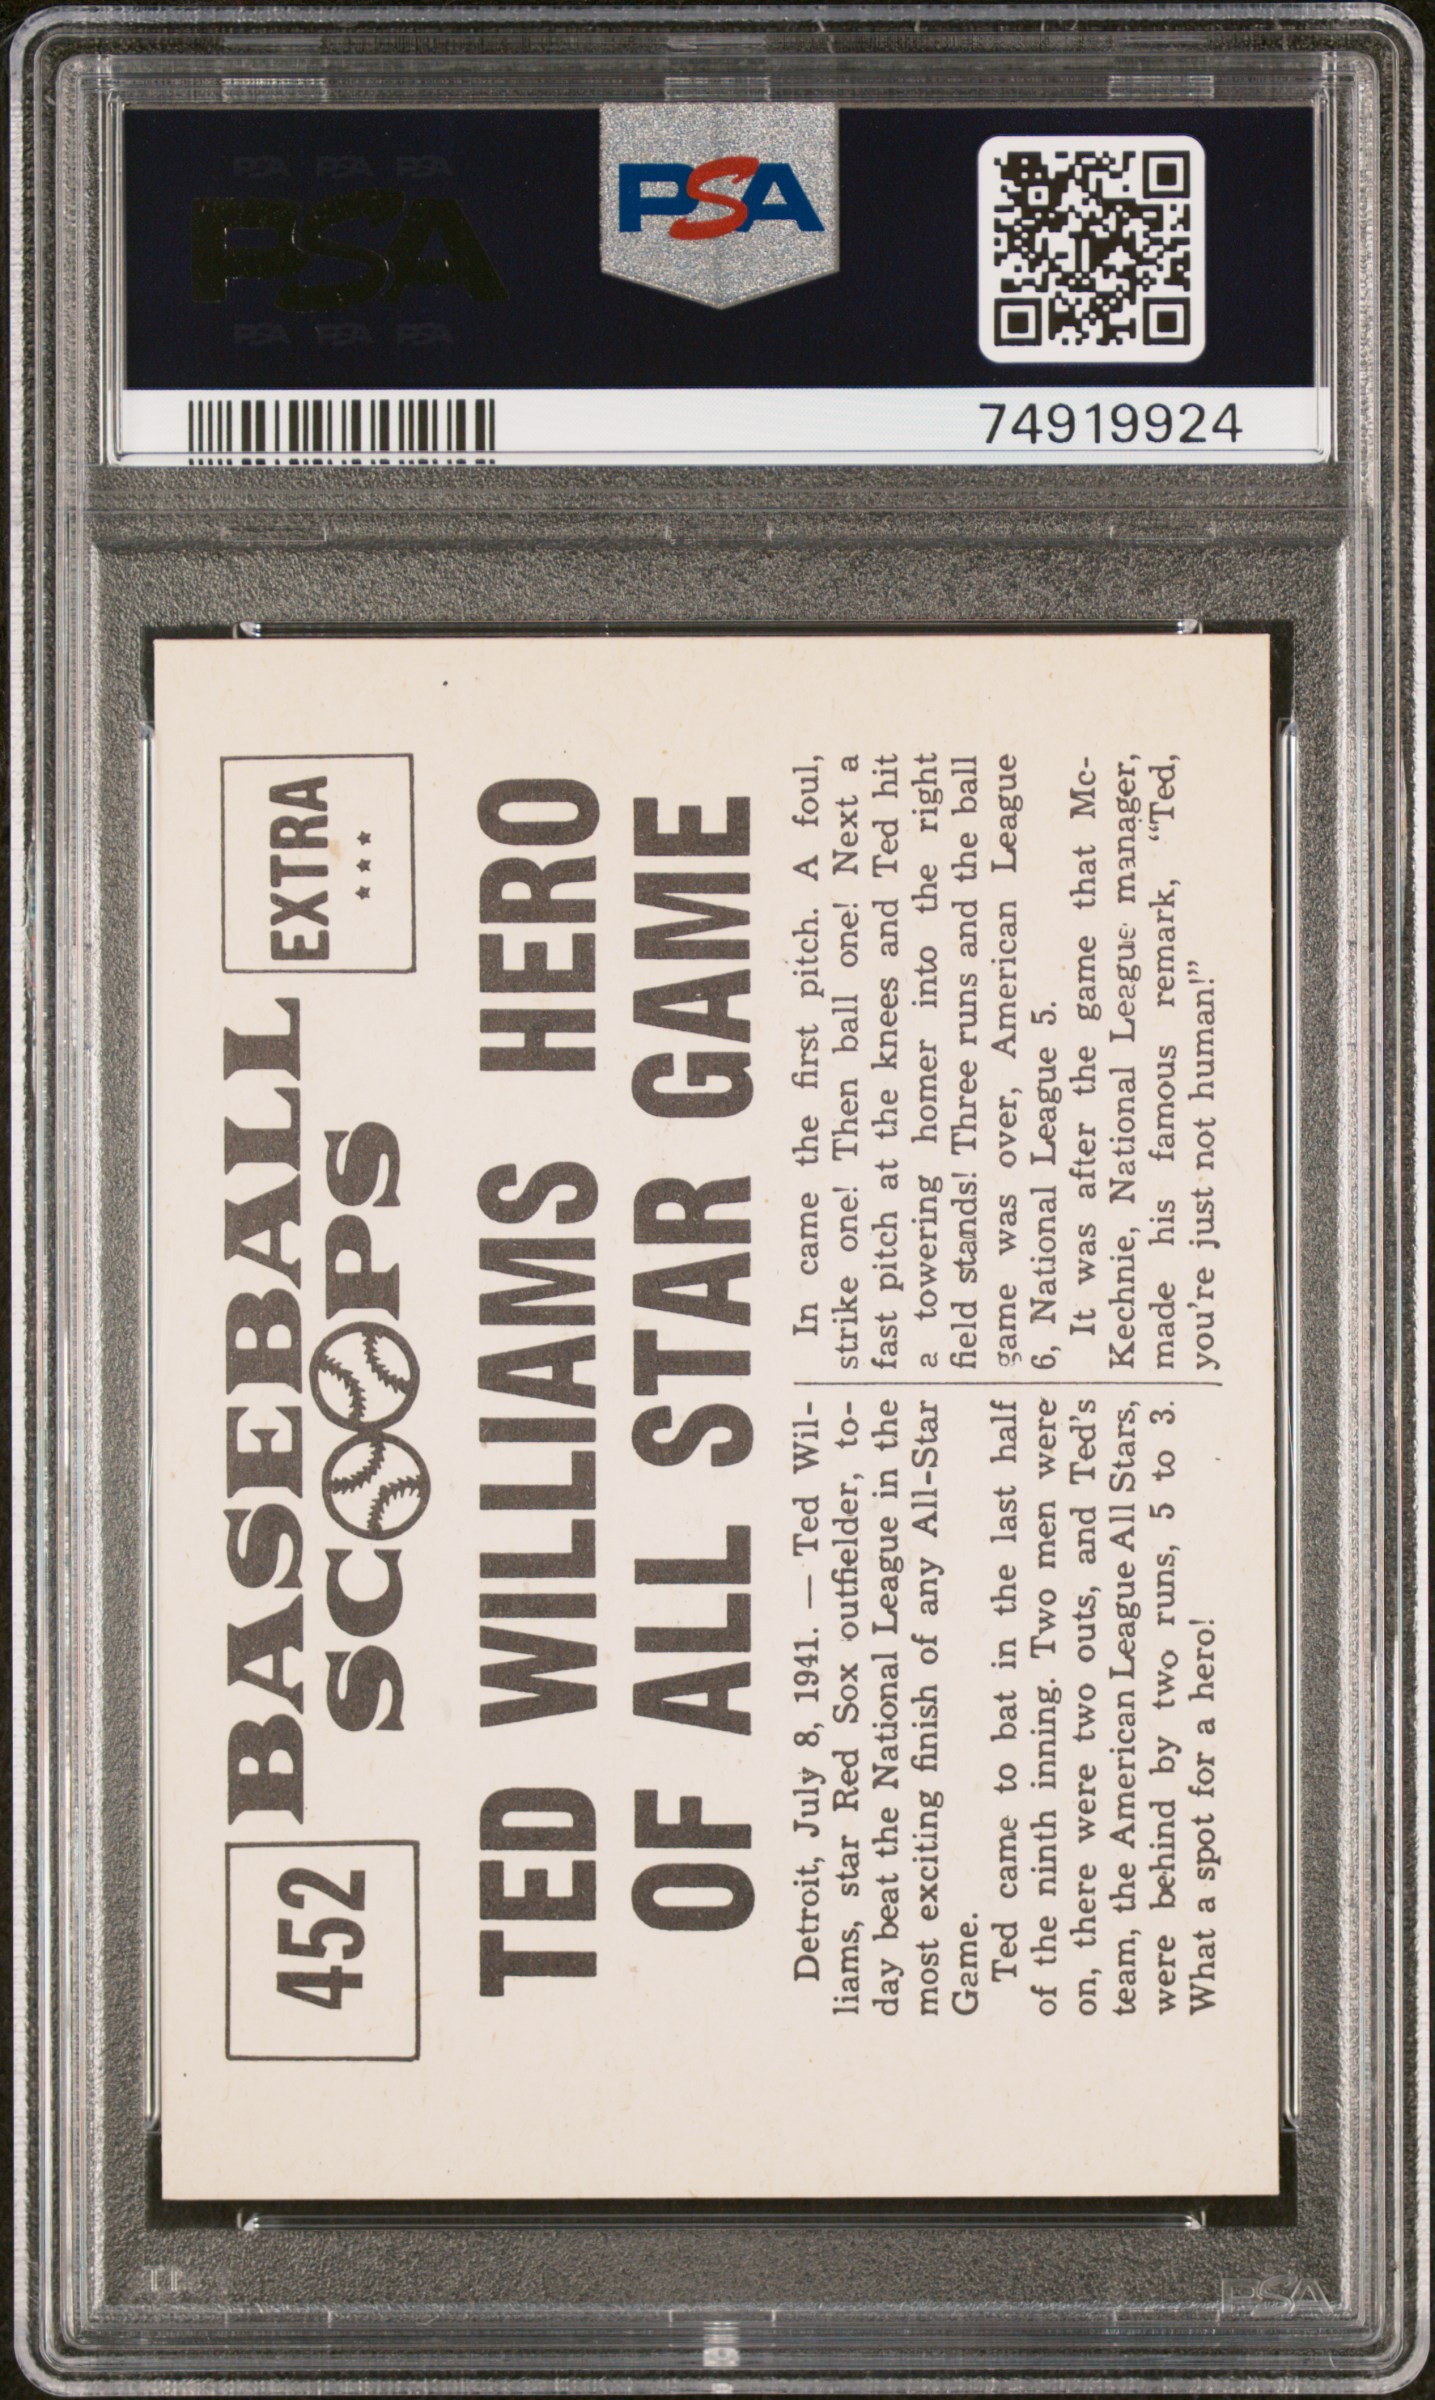 PSA PSA PSA
PSA
PSA PSA PSA
PSA
74919924
452
BASEBALL
SCOOPS
EXTRA
TED WILLIAMS HERO
OF ALL STAR GAME
Detroit, July 8, 1941. — Ted Wil-
liams, star Red Sox outfielder, to-
day beat the National League in the
most exciting finish of any All-Star
Game.
Ted came to bat in the last half
of the ninth inning. Two men were
on, there were two outs, and Ted's
team, the American League All Stars,
were behind by two runs, 5 to 3.
What a spot for a hero!
In came the first pitch. A foul,
strike one! Then ball one! Next a
fast pitch at the knees and Ted hit
a towering homer into the right
field stands! Three runs and the ball
game was over, American League
6, National League 5.
It was after the game that Mc-
Kechnie, National League manager,
made his famous remark, “Ted,
you're just not human!”
PSA